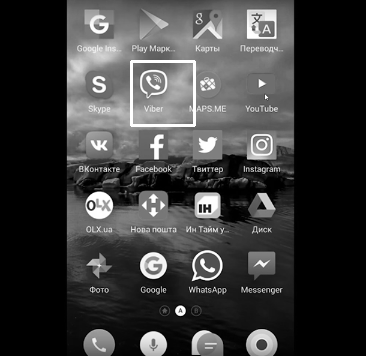 Google Ins...
Play Марк...
Карты
Переводч...
Skype
Viber
MAPS.ME
YouTube
ВКонтакте
Facebook
Твиттер
Instagram
OLX.ua
Нова пошта
Ин Тайм у...
Диск
Фото
Google
WhatsApp
Messenger
A
B